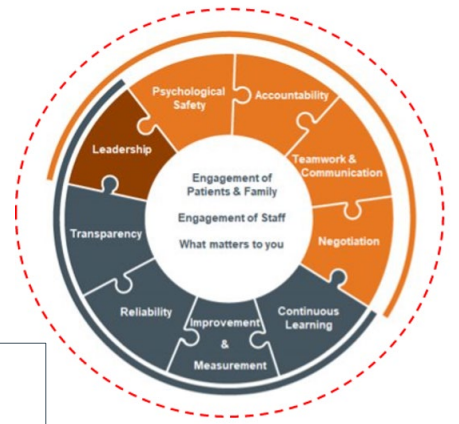 Psychological
Safety
Accountability
Leadership
Teamwork &
Communication
Engagement of
Patients & Family
Engagement of Staff
What matters to you
Transparency
Negotiation
Reliability
Improvement
&
Measurement
Continuous
Learning